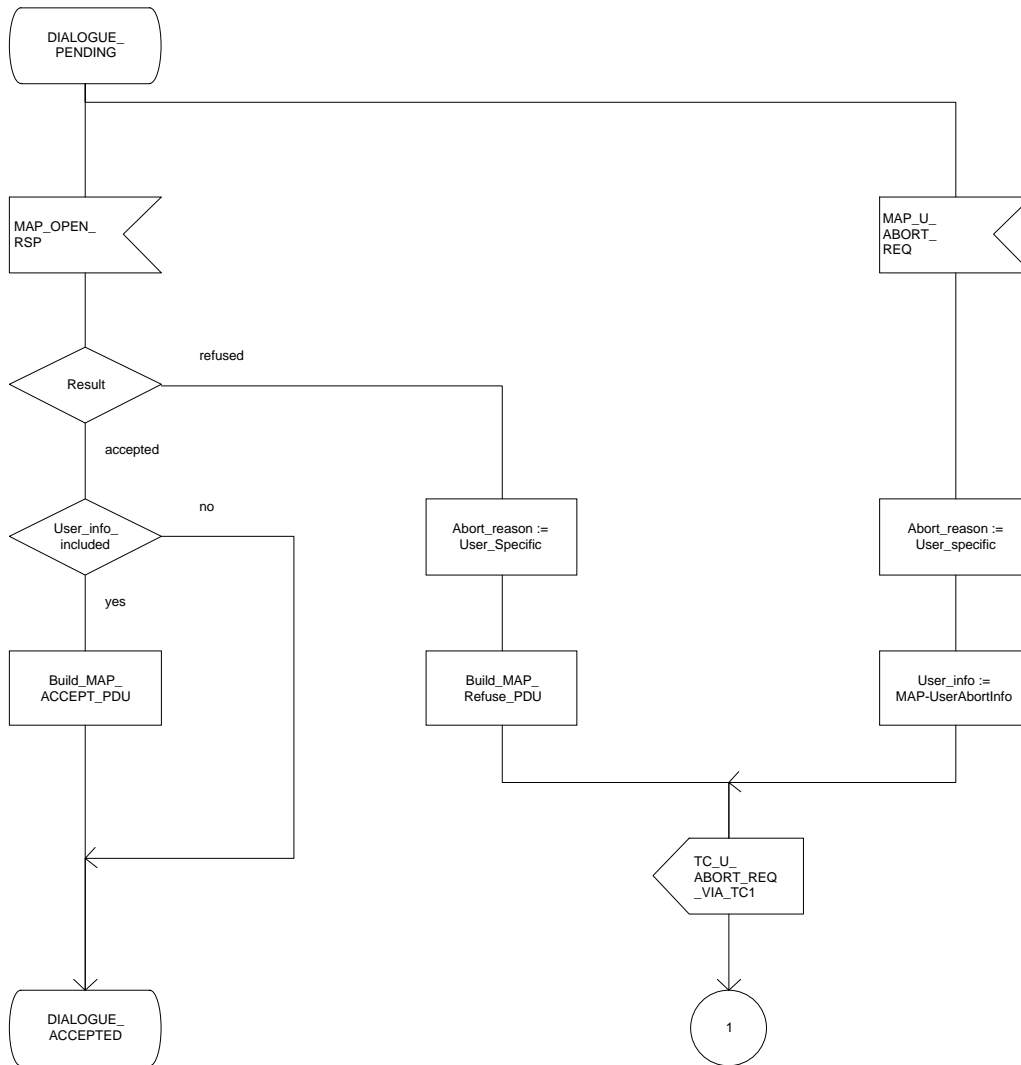 DIALOGUE_
PENDING
MAP_OPEN_
RSP
MAP_U_
ABORT_
REQ
Result
refused
accepted
User_info_
included
no
yes
Abort_reason :=
User_Specific
Abort_reason :=
User_specific
Build_MAP_
ACCEPT_PDU
Build_MAP_
Refuse_PDU
User_info :=
MAP-UserAbortInfo
TC_U_
ABORT_REQ
_VIA_TC1
DIALOGUE_
ACCEPTED
1